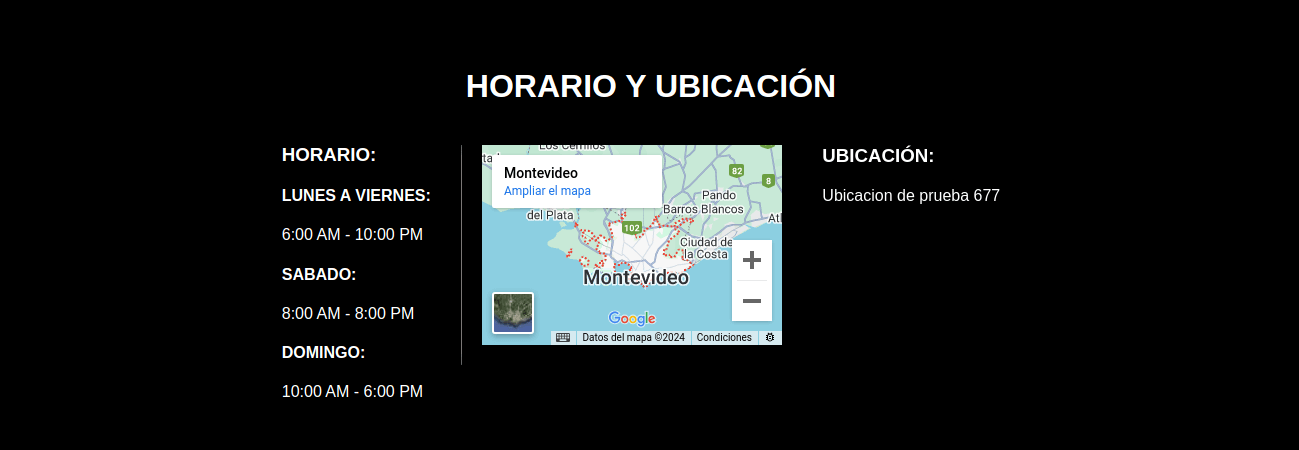 HORARIO Y UBICACIÓN
HORARIO:
LUNES A VIERNES:
6:00 AM - 10:00 PM
SABADO:
8:00 AM - 8:00 PM
DOMINGO:
10:00 AM - 6:00 PM
Los Cerrillos
Montevideo
Ampliar el mapa
82
8
Pando
Barros Blancos
del Plata
102
Ciudad de
la Costa
Montevideo
Google
Datos del mapa ©2024
Condiciones
UBICACIÓN:
Ubicacion de prueba 677